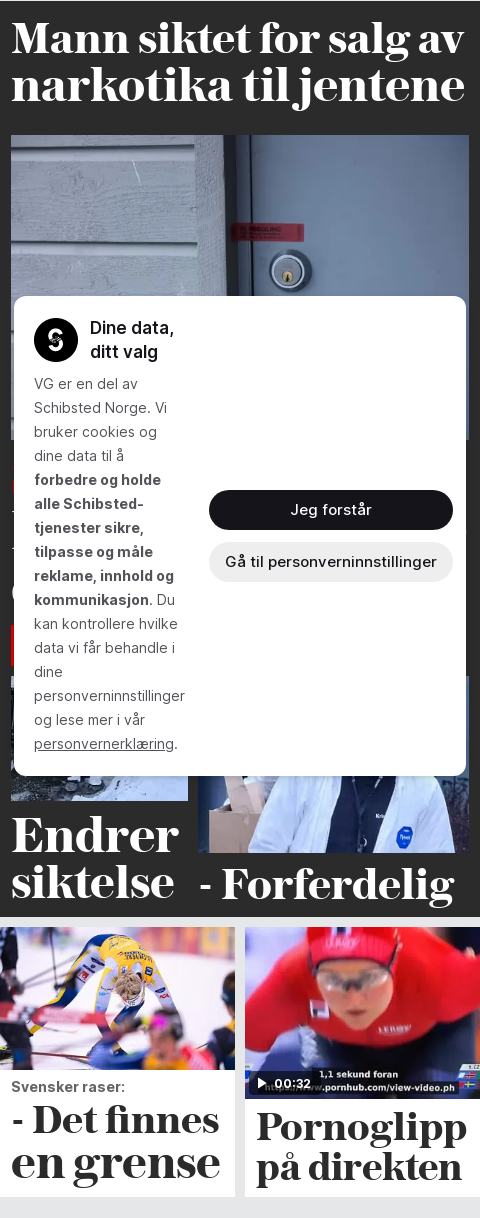 Mann siktet for salg av
narkotika til jentene
Dine data,
ditt valg
VG er en del av
Schibsted Norge. Vi
bruker cookies og
dine data til å
forbedre og holde
alle Schibsted-
tjenester sikre,
tilpasse og måle
reklame, innhold og
kommunikasjon. Du
kan kontrollere hvilke
data vi får behandle i
dine
personverninnstillinger
og lese mer i vår
personvernerklæring.
Jeg forstår
Gå til personverninnstillinger
Endrer
siktelse
- Forferdelig
Svensker raser:
- Det finnes
en grense
LERØY
1,1 sekund foran
00:32
https://www.pornhub.com/view-video.ph
Pornoglipp
på direkten